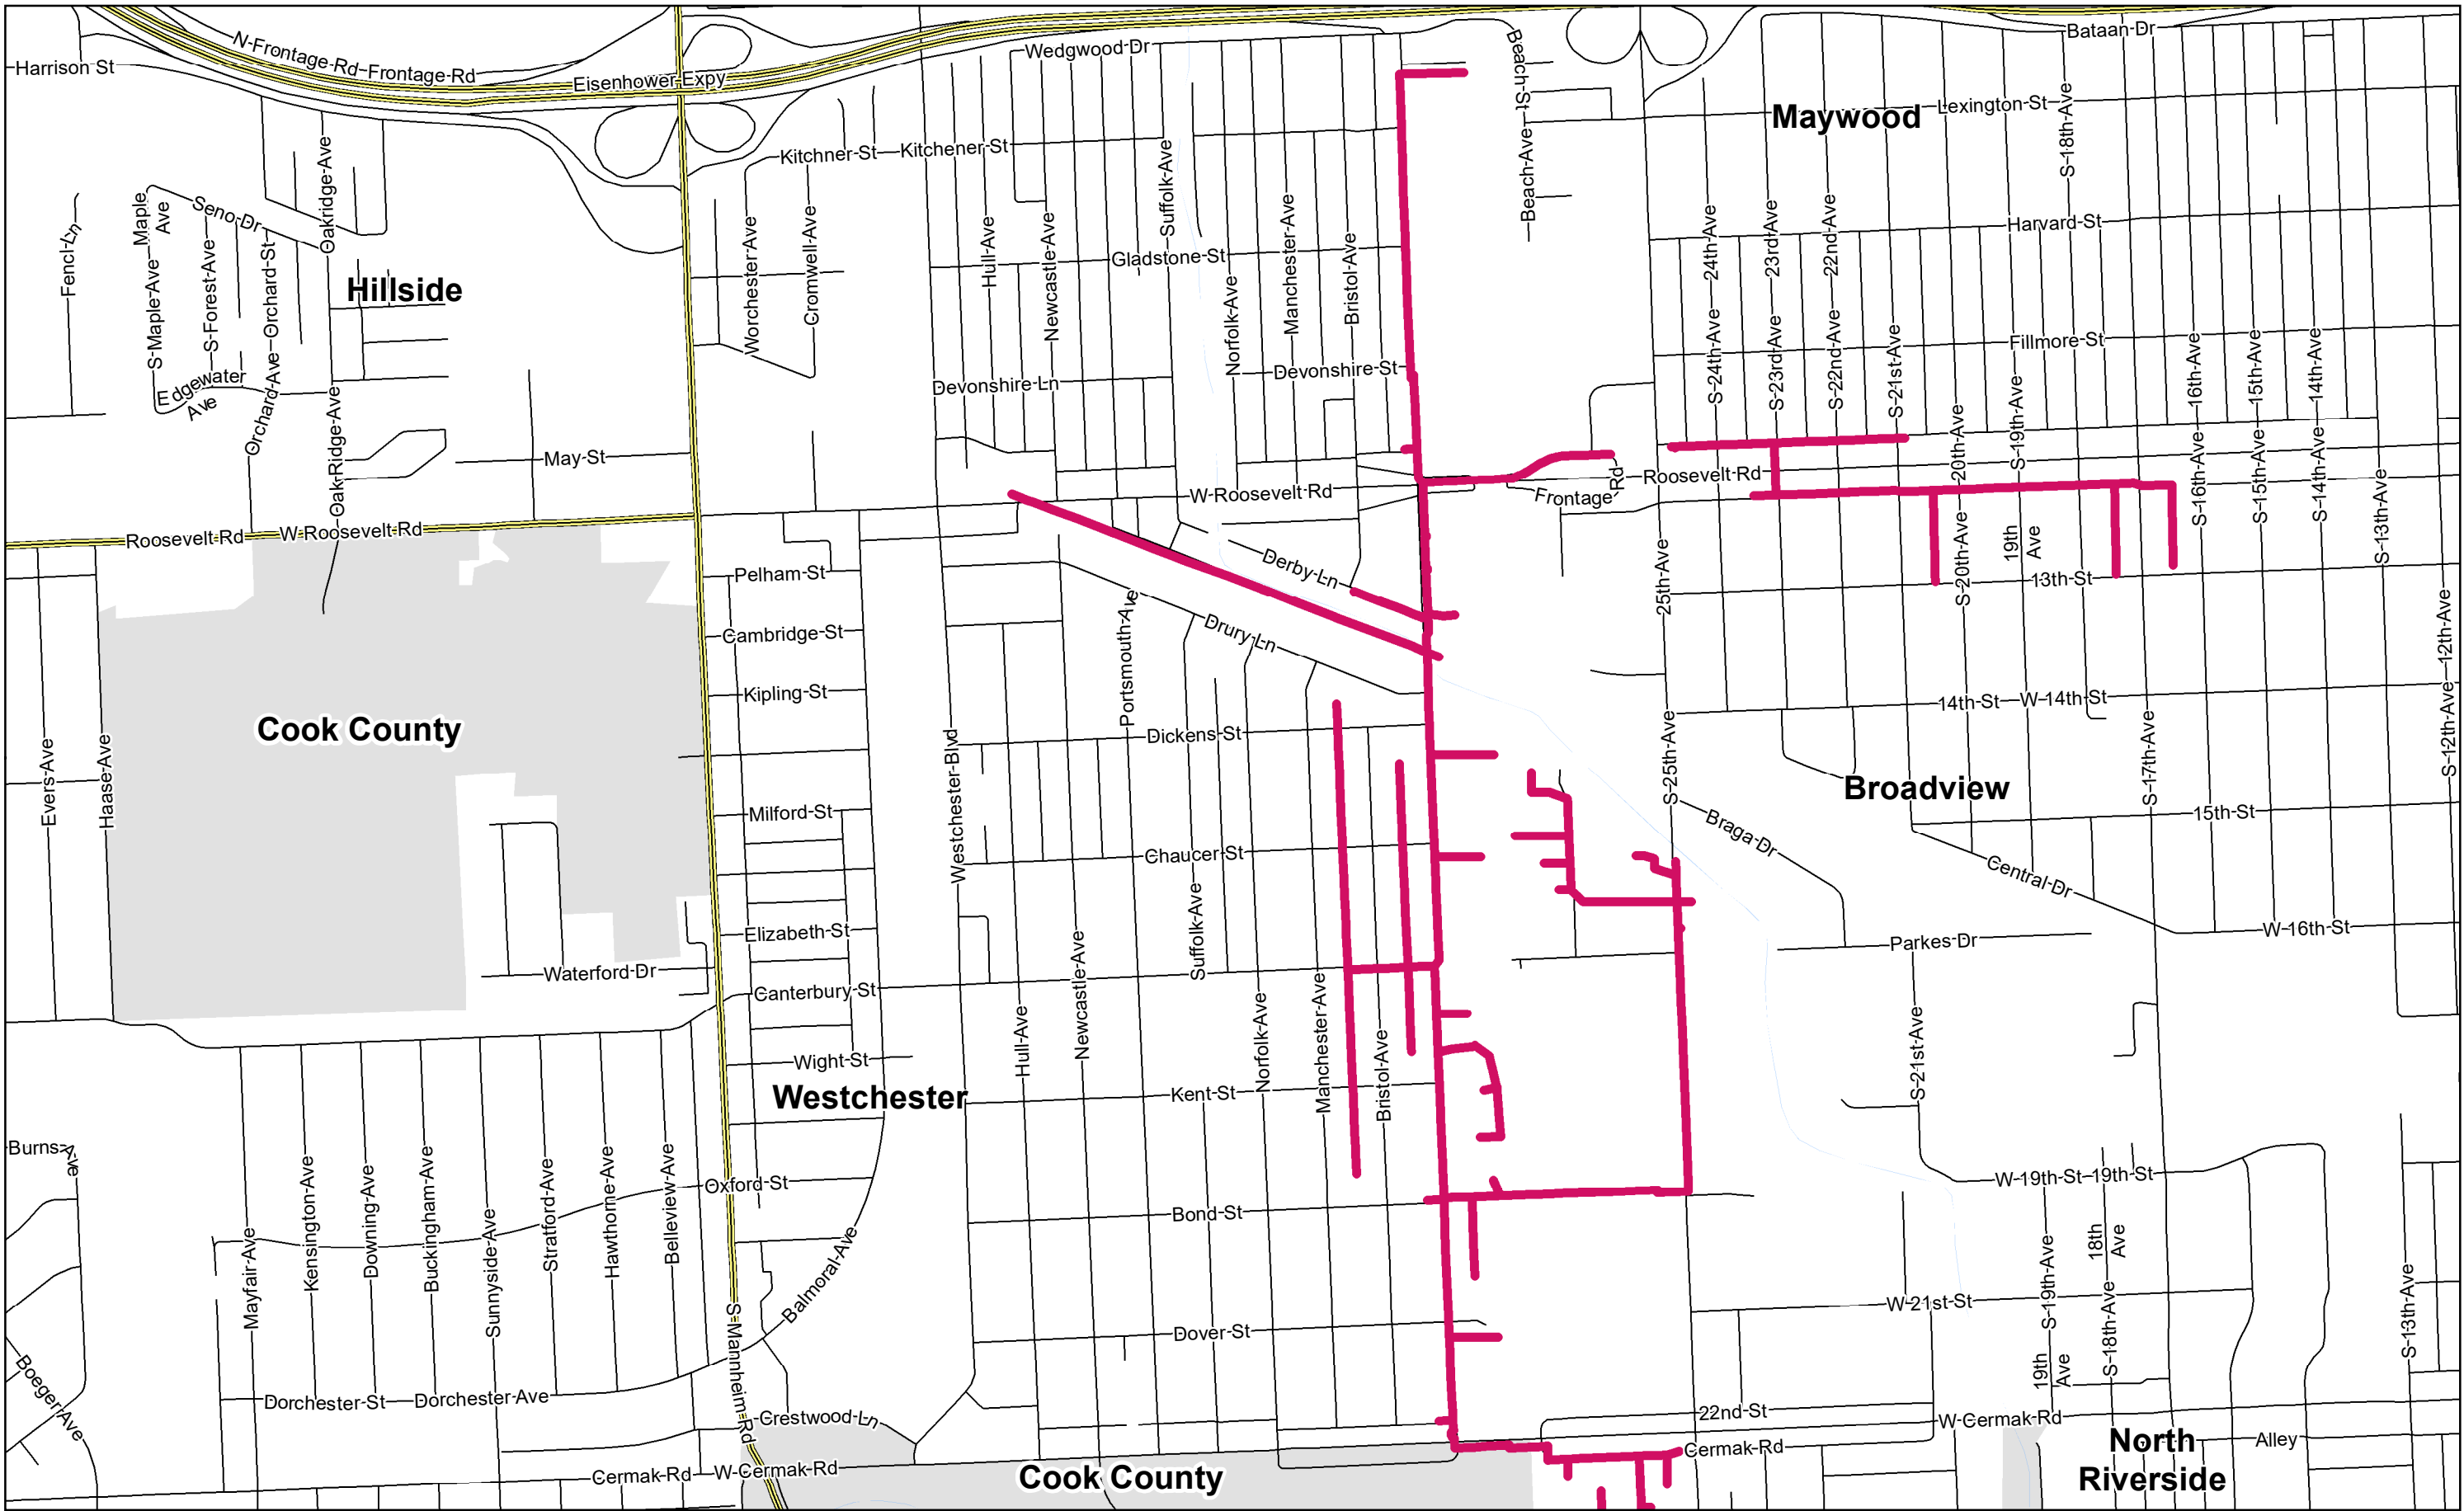 Bataan Dr
N-Frontage-Rd-Frontage-Rd
Harrison St
Wedgwood Dr
Eisenhower Expy
Beach-St
Beach-Ave
Maywood
Lexington-St
S-18th-Ave
Kitchner-St
Kitchener-St
Oakridge-Ave
Suffolk-Ave
Maple
Ave
Seno-Dr
Fencl-Ln
S-Maple-Ave
S-Forest-Ave
Orchard-St
Orchard-Ave
Hillside
Worchester-Ave
Cromwell-Ave
Hull-Ave
Newcastle-Ave
Gladstone-St
Norfolk-Ave
Manchester-Ave
Bristol-Ave
24th-Ave
23rd-Ave
22nd-Ave
Harvard-St
S-24th-Ave
S-23rd-Ave
S-22nd-Ave
S-21st-Ave
Fillmore-St
16th-Ave
15th-Ave
14th-Ave
Edgewater
Ave
Devonshire-Ln
Devonshire-St
Oak-Ridge-Ave
May-St
20th-Ave
S-19th-Ave
S-16th-Ave
S-15th-Ave
S-14th-Ave
S-13th-Ave
W-Roosevelt-Rd
Roosevelt-Rd
Frontage
Rd
Roosevelt-Rd
W-Roosevelt-Rd
Derby-Ln
25th-Ave
S-20th-Ave
19th
Ave
13th-St
Pelham-St
Cambridge-St
Kipling-St
Portsmouth-Ave
Drury-Ln
12th-Ave
S-12th-Ave
14th-St
W-14th-St
Cook County
Evers-Ave
Haase-Ave
Westchester-Blvd
Dickens-St
S-25th-Ave
S-17th-Ave
Broadview
Milford-St
Chaucer-St
Braga-Dr
15th-St
Central-Dr
Elizabeth-St
Suffolk-Ave
Parkes-Dr
W-16th-St
Waterford-Dr
Canterbury-St
Hull-Ave
Newcastle-Ave
Norfolk-Ave
Manchester-Ave
Bristol-Ave
S-21st-Ave
Wight-St
Westchester
Kent-St
Burns-Ave
Oxford-St
W-19th-St-19th-St
Mayfair-Ave
Kensington-Ave
Downing-Ave
Buckingham-Ave
Sunnyside-Ave
Stratford-Ave
Hawthorne-Ave
Belleview-Ave
Balmoral-Ave
Bond-St
S-19th-Ave
18th
Ave
S-18th-Ave
S-13th-Ave
W-21st-St
Dover-St
S-Mannheim-Rd
Boeger-Ave
19th
Ave
Dorchester-St
Dorchester-Ave
Crestwood-Ln
22nd-St
W-Cermak-Rd
Cermak-Rd
W-Cermak-Rd
Cook County
Cermak-Rd
North
Riverside
Alley